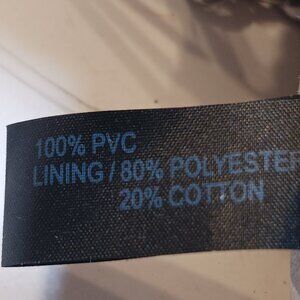 100% PVC
LINING / 80% POLYESTER
20% COTTON